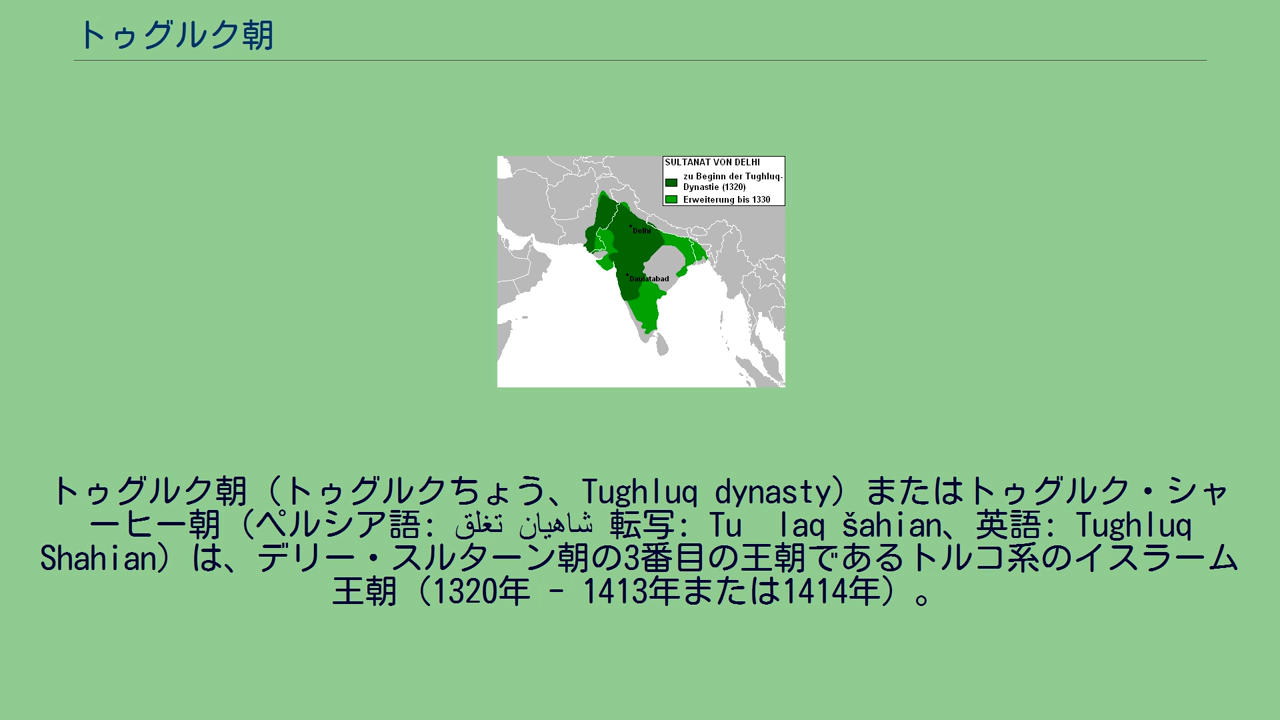 トゥグルク朝
SULTANAT VON DELHI
zu Beginn der Tughluq-
Dynastie (1320)
Erweiterung bis 1330
Delhi
Daulatabad
トゥグルク朝（トゥグルクちょう、Tughluq dynasty）またはトゥグルク・シャ
ーヒー朝（ペルシア語: شاهیان تغلق 転写: Tu laq šahian、英語: Tughluq
Shahian）は、デリー・スルターン朝の3番目の王朝であるトルコ系のイスラーム
王朝（1320年 - 1413年または1414年）。